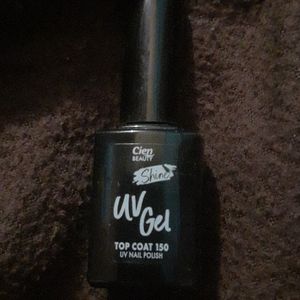 Cien
BEAUTY
Shine
UV
Gel
TOP COAT 150
UV NAIL POLISH